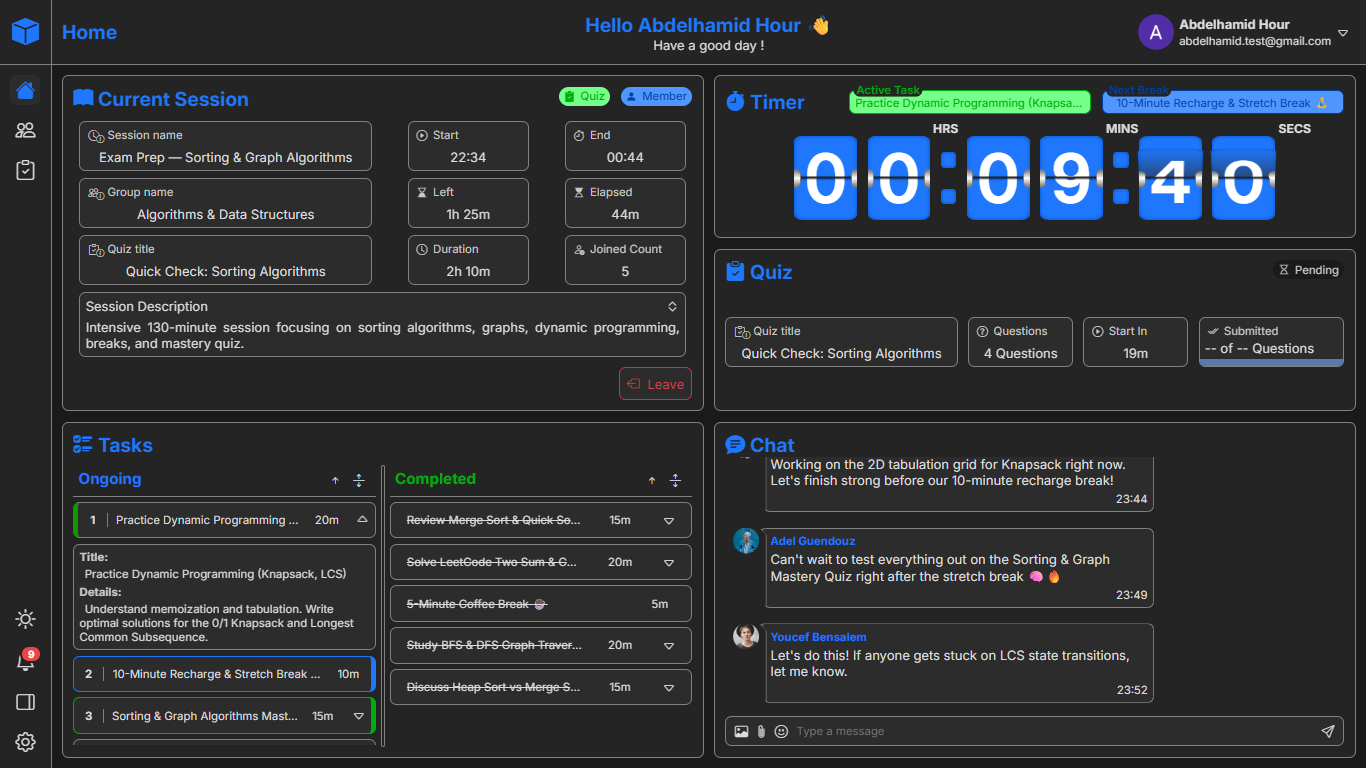 Home
Hello Abdelhamid Hour 👋
Have a good day !
A
Abdelhamid Hour
abdelhamid.test@gmail.com
9
Current Session
Quiz
Member
Session name
Exam Prep — Sorting & Graph Algorithms
Start
22:34
End
00:44
Group name
Algorithms & Data Structures
Left
1h 25m
Elapsed
44m
Quiz title
Quick Check: Sorting Algorithms
Duration
2h 10m
Joined Count
5
Session Description
Intensive 130-minute session focusing on sorting algorithms, graphs, dynamic programming,
breaks, and mastery quiz.
Leave
Timer
Active Task
Practice Dynamic Programming (Knapsa...
Next Break
10-Minute Recharge & Stretch Break 🧘
HRS MINS SECS
00:09:40
Quiz
Pending
Quiz title
Quick Check: Sorting Algorithms
Questions
4 Questions
Start In
19m
Submitted
-- of -- Questions
Tasks
Ongoing
1 Practice Dynamic Programming ... 20m
Title:
Practice Dynamic Programming (Knapsack, LCS)
Details:
Understand memoization and tabulation. Write
optimal solutions for the 0/1 Knapsack and Longest
Common Subsequence.
2 10-Minute Recharge & Stretch Break ... 10m
3 Sorting & Graph Algorithms Mast... 15m
Completed
Review Merge Sort & Quick So... 15m
Solve LeetCode Two Sum & C... 20m
5-Minute Coffee Break ☕ 5m
Study BFS & DFS Graph Traver... 20m
Discuss Heap Sort vs Merge S... 15m
Chat
Working on the 2D tabulation grid for Knapsack right now.
Let's finish strong before our 10-minute recharge break!
23:44
Adel Guendouz
Can't wait to test everything out on the Sorting & Graph
Mastery Quiz right after the stretch break 🧠 🔥
23:49
Youcef Bensalem
Let's do this! If anyone gets stuck on LCS state transitions,
let me know.
23:52
Type a message